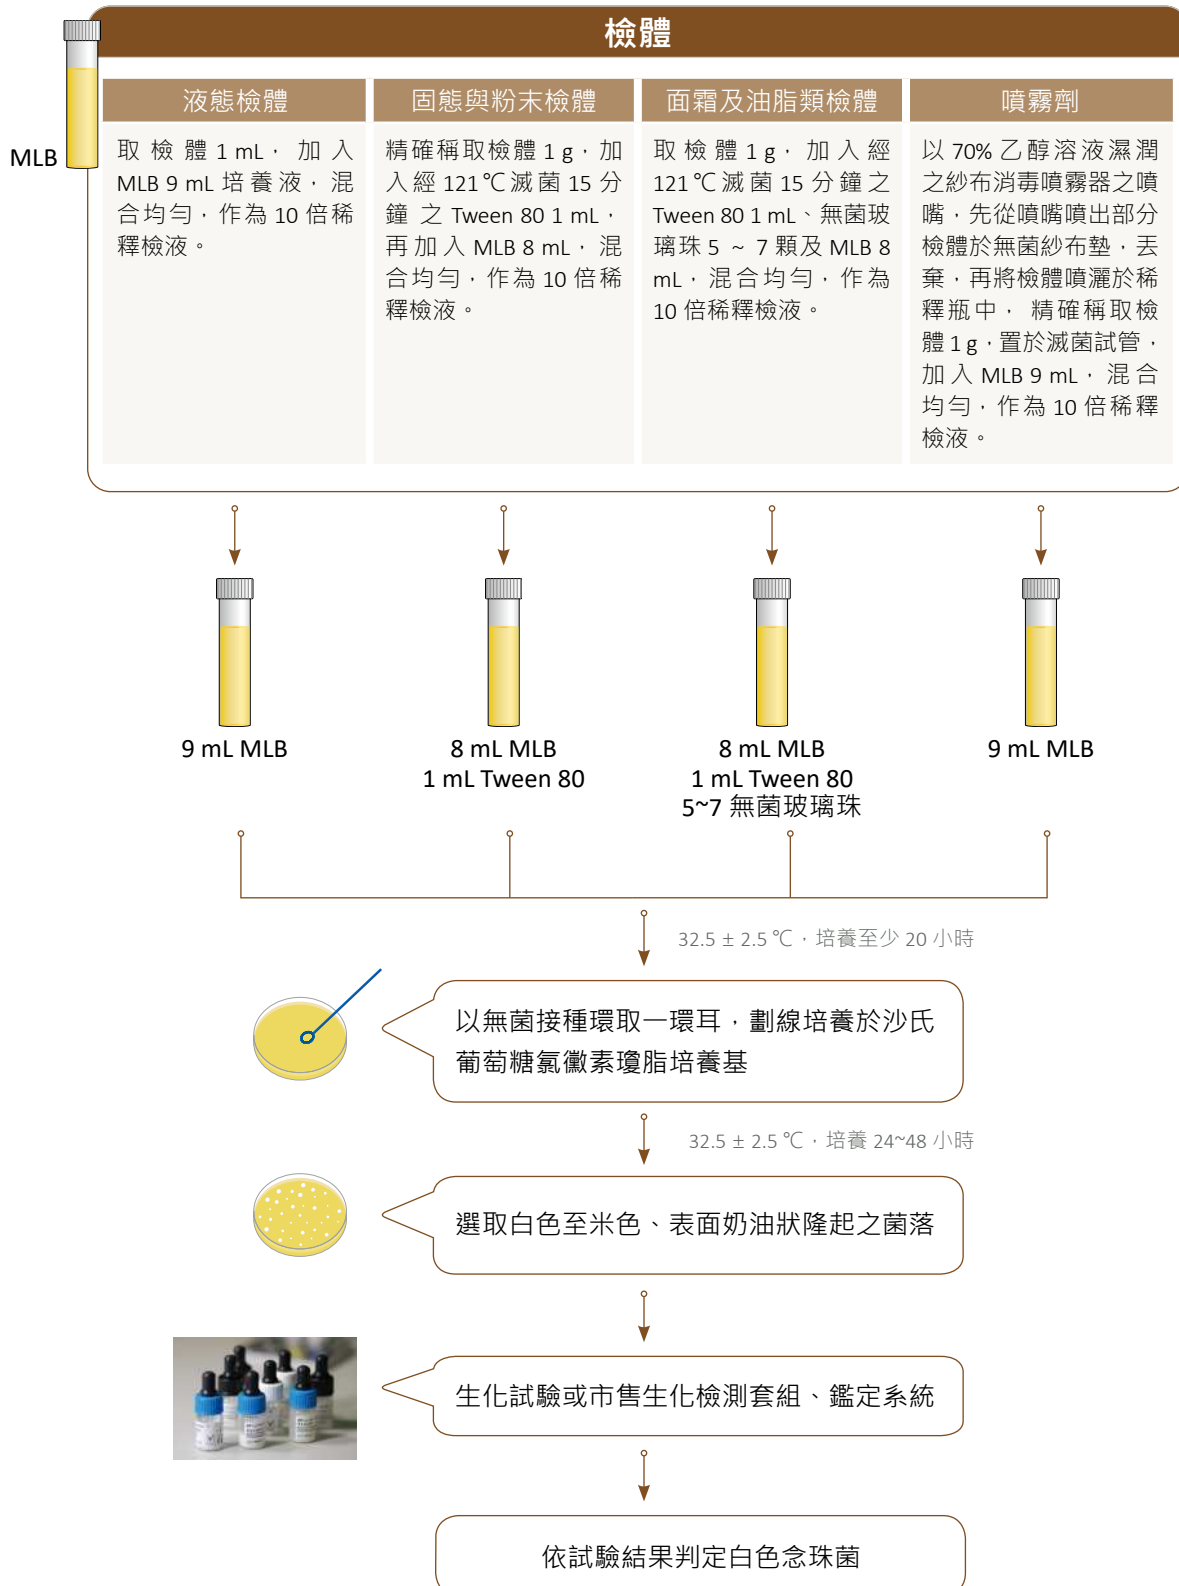 檢體
MLB
液態檢體
取檢體 1 mL，加入
MLB 9 mL 培養液，混
合均勻，作為 10 倍稀
釋檢液。
固態與粉末檢體
精確稱取檢體 1 g，加
入經 121℃滅菌 15 分
鐘之 Tween 80 1 mL，
再加入 MLB 8 mL，混
合均勻，作為 10 倍稀
釋檢液。
面霜及油脂類檢體
取檢體 1 g，加入經
121℃滅菌 15 分鐘之
Tween 80 1 mL、無菌玻
璃珠 5 ~ 7 顆及 MLB 8
mL，混合均勻，作為
10 倍稀釋檢液。
噴霧劑
以 70% 乙醇溶液濕潤
之紗布消毒噴霧器之噴
嘴，先從噴嘴噴出部分
檢體於無菌紗布墊，丟
棄，再將檢體噴灑於稀
釋瓶中，精確稱取檢
體 1 g，置於滅菌試管，
加入 MLB 9 mL，混合
均勻，作為 10 倍稀釋
檢液。
9 mL MLB
8 mL MLB
1 mL Tween 80
8 mL MLB
1 mL Tween 80
5~7 無菌玻璃珠
9 mL MLB
32.5 ± 2.5 ℃，培養至少 20 小時
以無菌接種環取一環耳，劃線培養於沙氏
葡萄糖氯黴素瓊脂培養基
32.5 ± 2.5 ℃，培養 24~48 小時
選取白色至米色、表面奶油狀隆起之菌落
生化試驗或市售生化檢測套組、鑑定系統
依試驗結果判定白色念珠菌